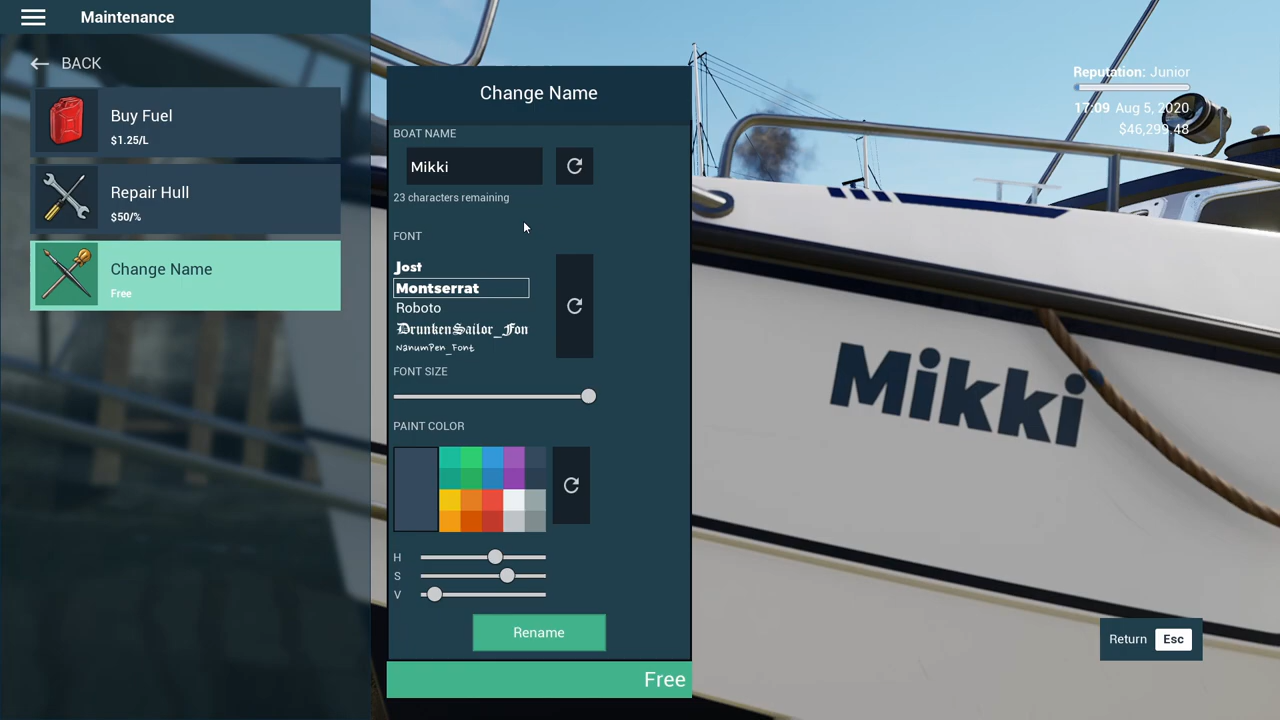 Maintenance
BACK
Buy Fuel
$1.25/L
Repair Hull
$50/%
Change Name
Free
Change Name
BOAT NAME
Mikki
23 characters remaining
FONT
Jost
Montserrat
Roboto
DrunkenSailor_Fon
NanumPen_Font
FONT SIZE
PAINT COLOR
H
S
V
Rename
Free
Reputation: Junior
17:09 Aug 5, 2020
$46,299.48
Mikki
Return Esc